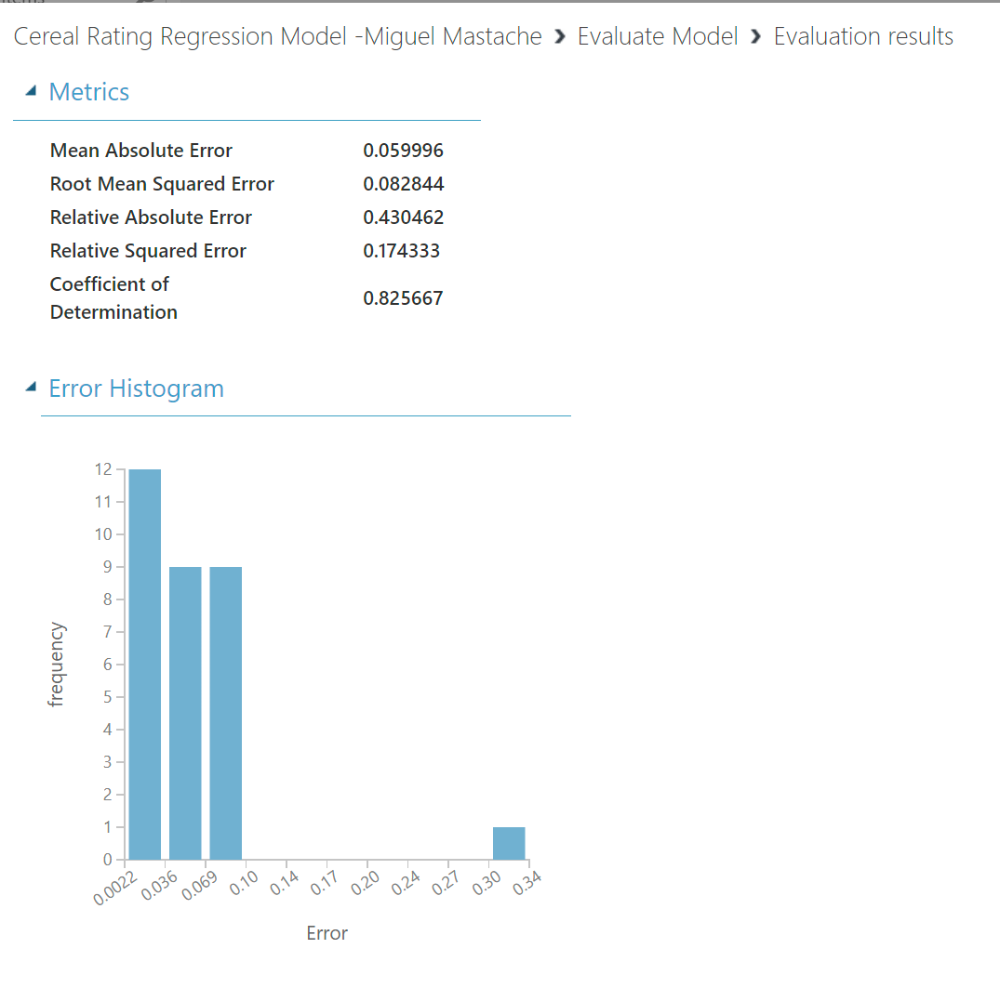 Cereal Rating Regression Model -Miguel Mastache ❯ Evaluate Model ❯ Evaluation results
Metrics
Mean Absolute Error 0.059996
Root Mean Squared Error 0.082844
Relative Absolute Error 0.430462
Relative Squared Error 0.174333
Coefficient of
Determination 0.825667
Error Histogram
12
11
10
9
8
7
6
5
4
3
2
1
0
frequency
0.0022 0.036 0.069 0.10 0.14 0.17 0.20 0.24 0.27 0.30 0.34
Error